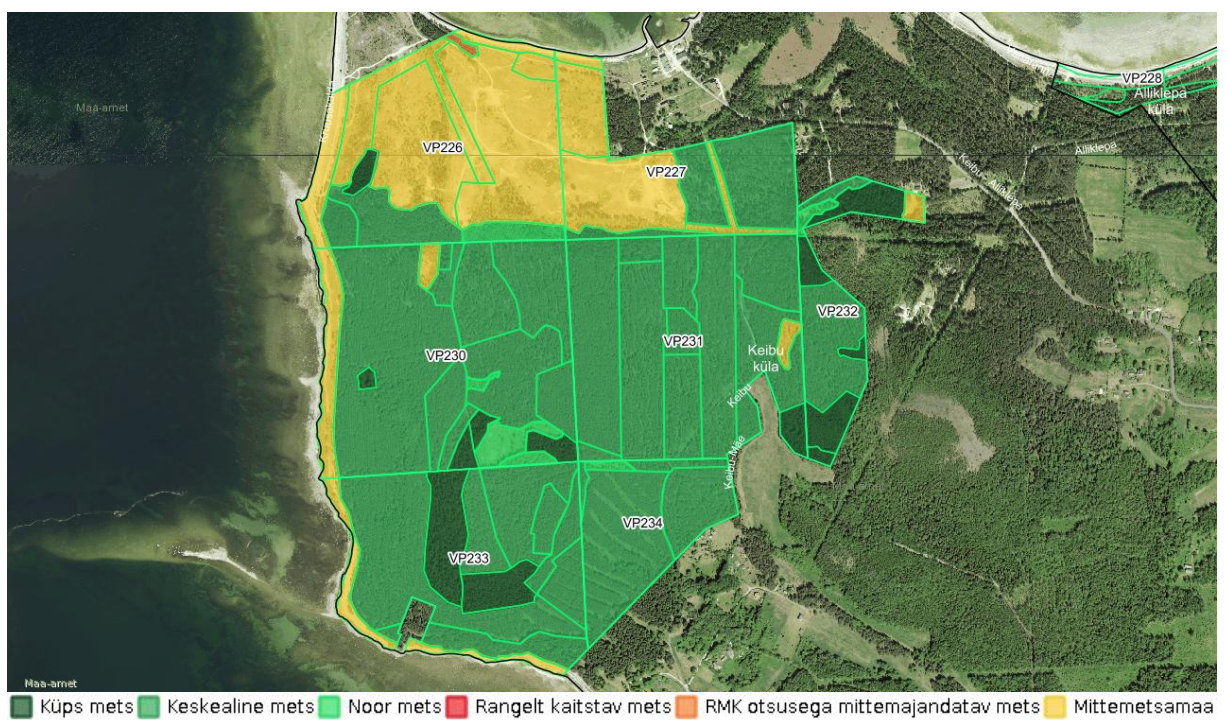 Maa-amet
VP228
Alliklepa
küla
VP226
Alliklepa
VP227
Keibu - Alliklepa
VP232
VP231
VP230
Keibu
küla
Keibu
Keibu-Mäe
VP234
VP233
Maa-amet
Küps mets Keskealine mets Noor mets Rangelt kaitstav mets RMK otsusega mittemajandatav mets Mittemetsamaa